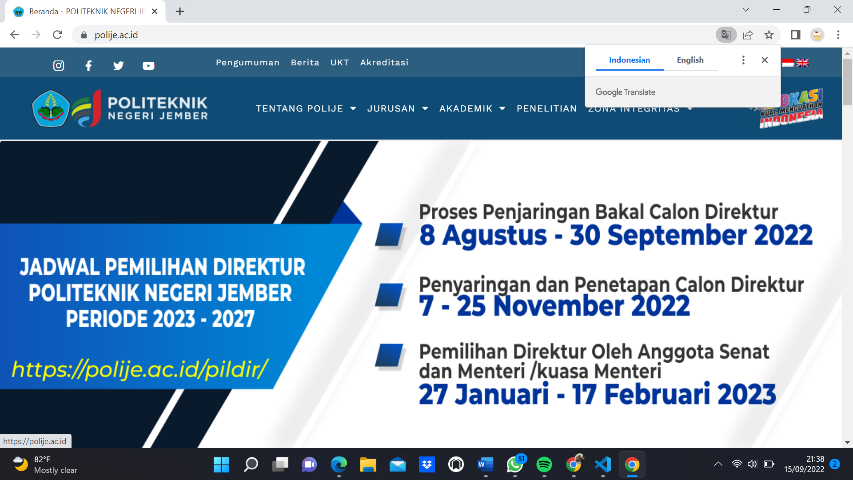 Beranda - POLITEKNIK NEGERI JE
polije.ac.id
Pengumuman Berita UKT Akreditasi
Indonesian English
Google Translate
POLITEKNIK
NEGERI JEMBER
TENTANG POLIJE JURUSAN AKADEMIK PENELITIAN ZONA INTEGRITAS
INDONESIA
JADWAL PEMILIHAN DIREKTUR
POLITEKNIK NEGERI JEMBER
PERIODE 2023 - 2027
https://polije.ac.id/pildir/
Proses Penjaringan Bakal Calon Direktur
8 Agustus - 30 September 2022
Penyaringan dan Penetapan Calon Direktur
7 - 25 November 2022
Pemilihan Direktur Oleh Anggota Senat
dan Menteri /kuasa Menteri
27 Januari - 17 Februari 2023
https://polije.ac.id
82°F
Mostly clear
51
21:38
15/09/2022
2